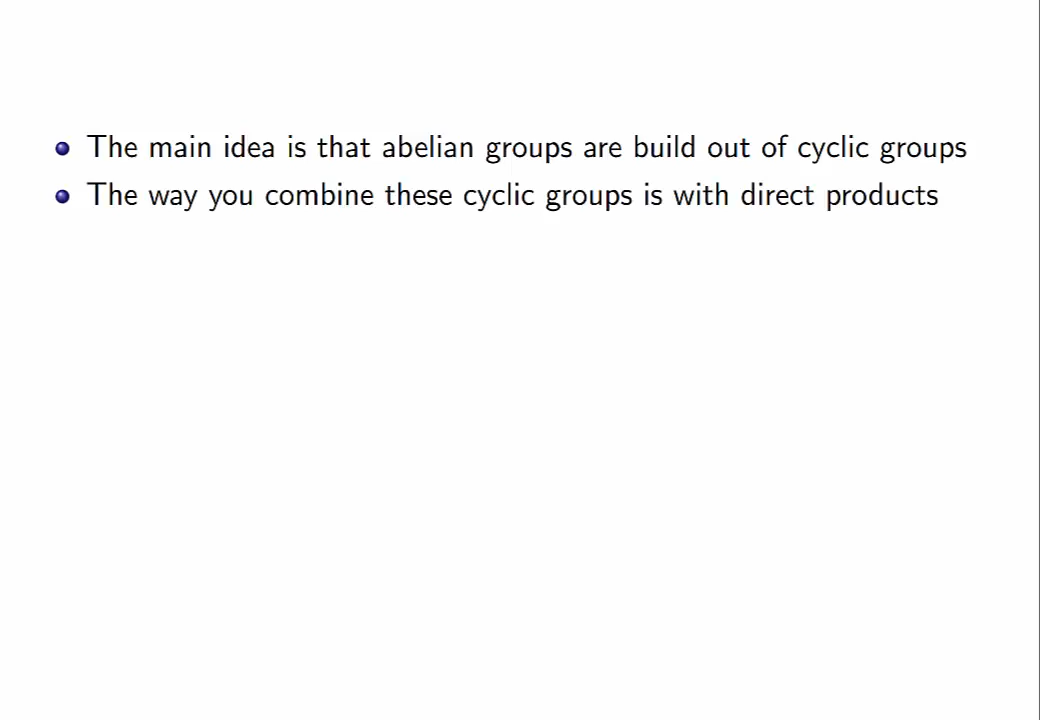 The main idea is that abelian groups are build out of cyclic groups
The way you combine these cyclic groups is with direct products